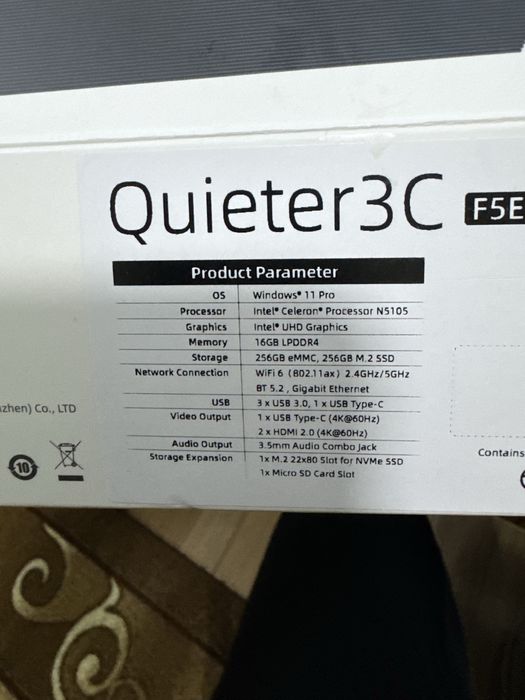 Quieter3C F5E
Product Parameter
OS Windows® 11 Pro
Processor Intel® Celeron® Processor N5105
Graphics Intel® UHD Graphics
Memory 16GB LPDDR4
Storage 256GB eMMC, 256GB M.2 SSD
Network Connection WiFi 6 (802.11ax) 2.4GHz/5GHz
BT 5.2 , Gigabit Ethernet
USB 3 x USB 3.0, 1 x USB Type-C
Video Output 1 x USB Type-C (4K@60Hz)
2 x HDMI 2.0 (4K@60Hz)
Audio Output 3.5mm Audio Combo Jack
Storage Expansion 1x M.2 22x80 Slot for NVMe SSD
1x Micro SD Card Slot
zhen) Co., LTD
10
Contains